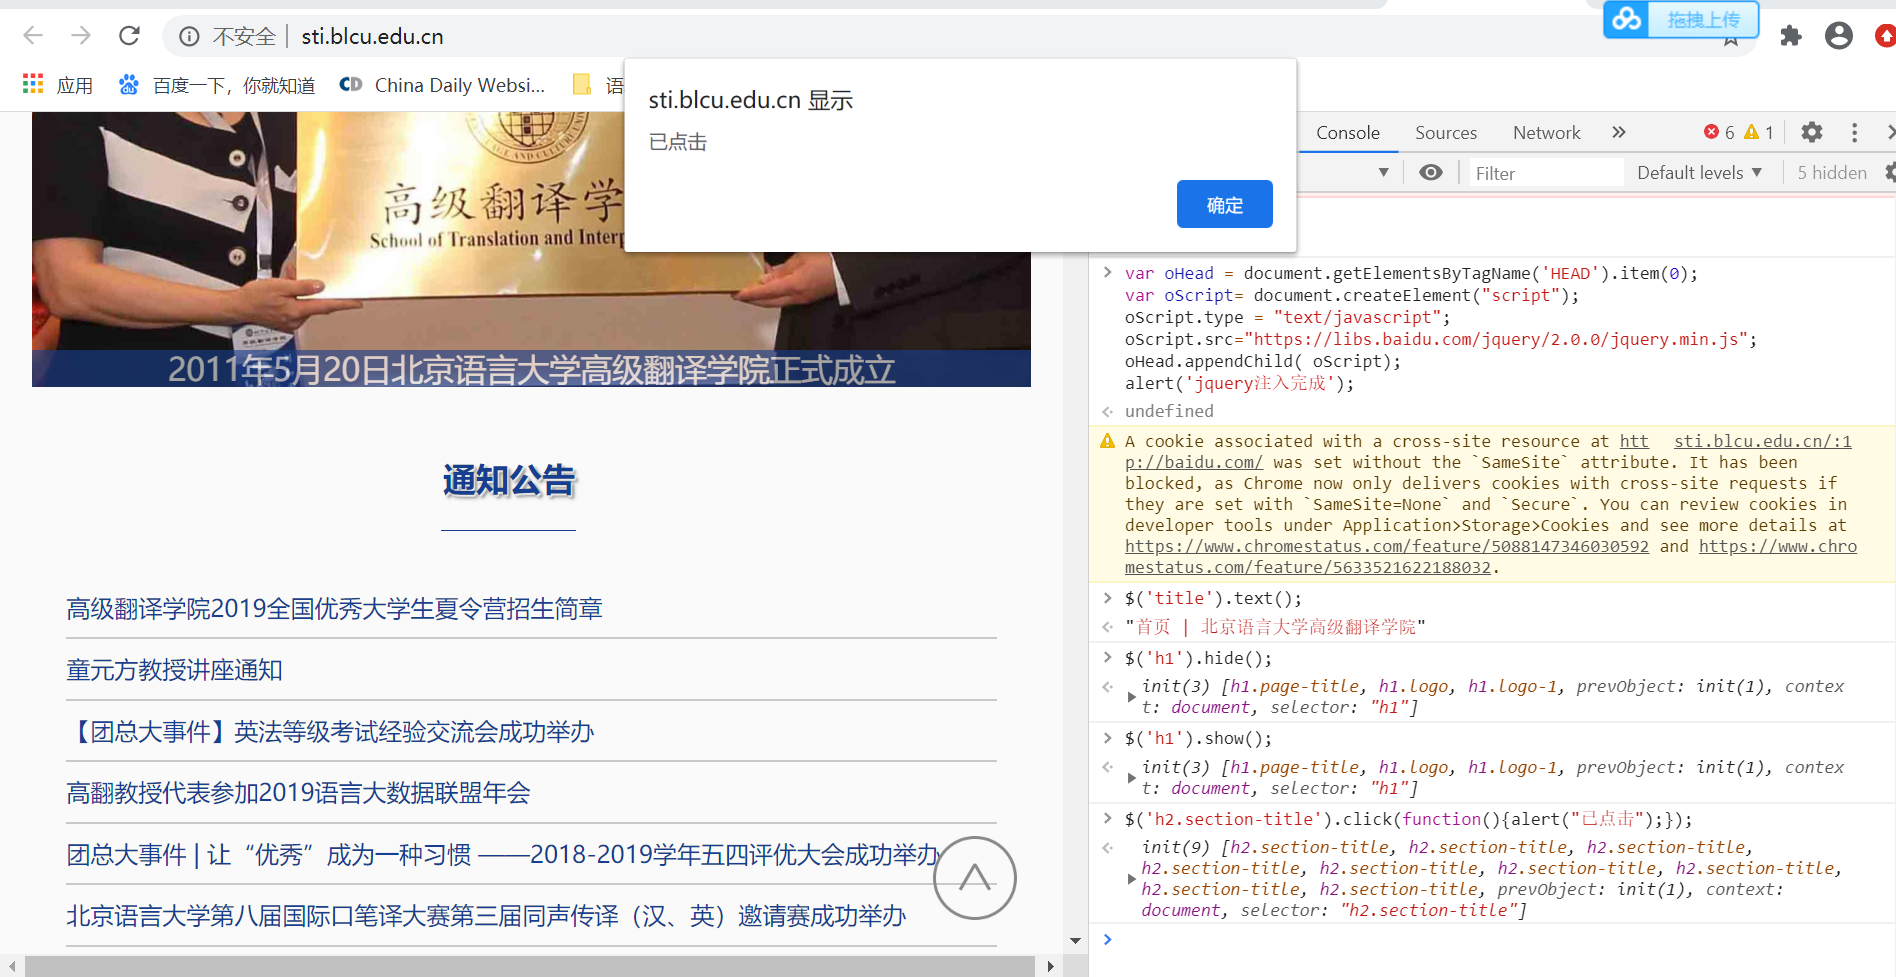 拖拽上传
不安全 sti.blcu.edu.cn
应用 百度一下，你就知道 CD China Daily Websi... 语
sti.blcu.edu.cn 显示
已点击
确定
高级翻译学
School of Translation and Interp
2011年5月20日北京语言大学高级翻译学院正式成立
通知公告
高级翻译学院2019全国优秀大学生夏令营招生简章
童元方教授讲座通知
【团总大事件】英法等级考试经验交流会成功举办
高翻教授代表参加2019语言大数据联盟年会
团总大事件 | 让“优秀”成为一种习惯 ——2018-2019学年五四评优大会成功举办
北京语言大学第八届国际口笔译大赛第三届同声传译（汉、英）邀请赛成功举办
Console Sources Network » 6 1
Filter Default levels ▼ 5 hidden
> var oHead = document.getElementsByTagName('HEAD').item(0);
var oScript= document.createElement("script");
oScript.type = "text/javascript";
oScript.src="https://libs.baidu.com/jquery/2.0.0/jquery.min.js";
oHead.appendChild( oScript);
alert('jquery注入完成');
undefined
A cookie associated with a cross-site resource at htt sti.blcu.edu.cn/:1
p://baidu.com/ was set without the `SameSite` attribute. It has been
blocked, as Chrome now only delivers cookies with cross-site requests if
they are set with `SameSite=None` and `Secure`. You can review cookies in
developer tools under Application>Storage>Cookies and see more details at
https://www.chromestatus.com/feature/5088147346030592 and https://www.chro
mestatus.com/feature/5633521622188032.
> $('title').text();
"首页 | 北京语言大学高级翻译学院"
> $('h1').hide();
init(3) [h1.page-title, h1.logo, h1.logo-1, prevObject: init(1), contex
t: document, selector: "h1"]
> $('h1').show();
init(3) [h1.page-title, h1.logo, h1.logo-1, prevObject: init(1), contex
t: document, selector: "h1"]
> $('h2.section-title').click(function(){alert("已点击");});
init(9) [h2.section-title, h2.section-title, h2.section-title,
h2.section-title, h2.section-title, h2.section-title, h2.section-title,
h2.section-title, h2.section-title, prevObject: init(1), context:
document, selector: "h2.section-title"]
>